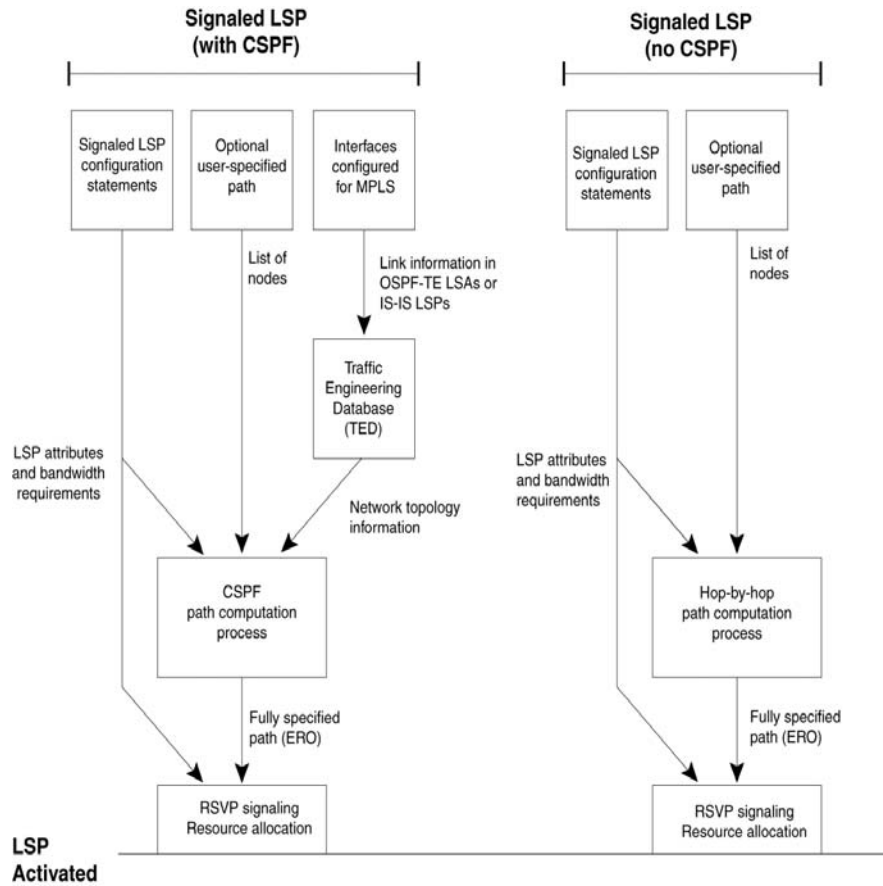 Signaled LSP
(with CSPF)
Signaled LSP
(no CSPF)
Signaled LSP
configuration
statements
Optional
user-specified
path
Interfaces
configured
for MPLS
Signaled LSP
configuration
statements
Optional
user-specified
path
List of
nodes
Link information in
OSPF-TE LSAs or
IS-IS LSPs
List of
nodes
Traffic
Engineering
Database
(TED)
LSP attributes
and bandwidth
requirements
Network topology
information
LSP attributes
and bandwidth
requirements
CSPF
path computation
process
Hop-by-hop
path computation
process
Fully specified
path (ERO)
Fully specified
path (ERO)
RSVP signaling
Resource allocation
RSVP signaling
Resource allocation
LSP
Activated